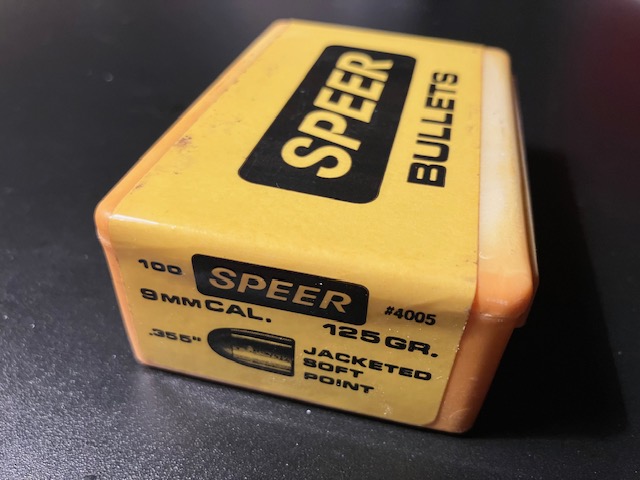 SPEER
BULLETS
100 SPEER #4005
9MM CAL. 125 GR.
.355" JACKETED
SOFT
POINT